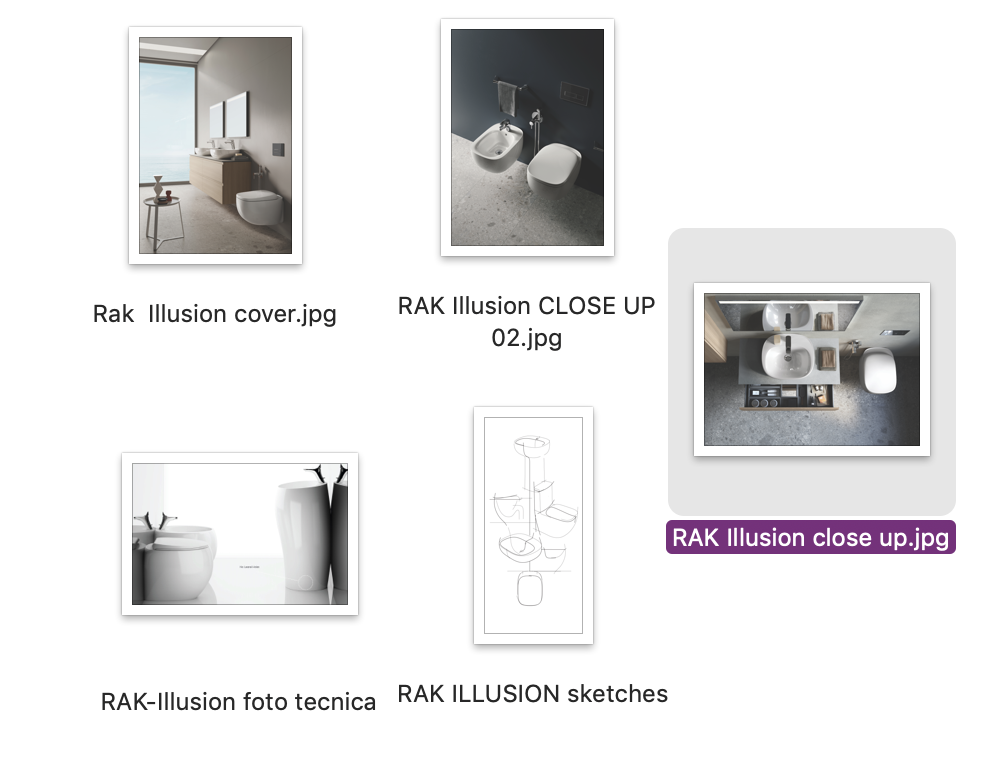 Rak  Illusion cover.jpg
RAK Illusion CLOSE UP
02.jpg
RAK Illusion close up.jpg
RAK-Illusion foto tecnica
RAK ILLUSION sketches